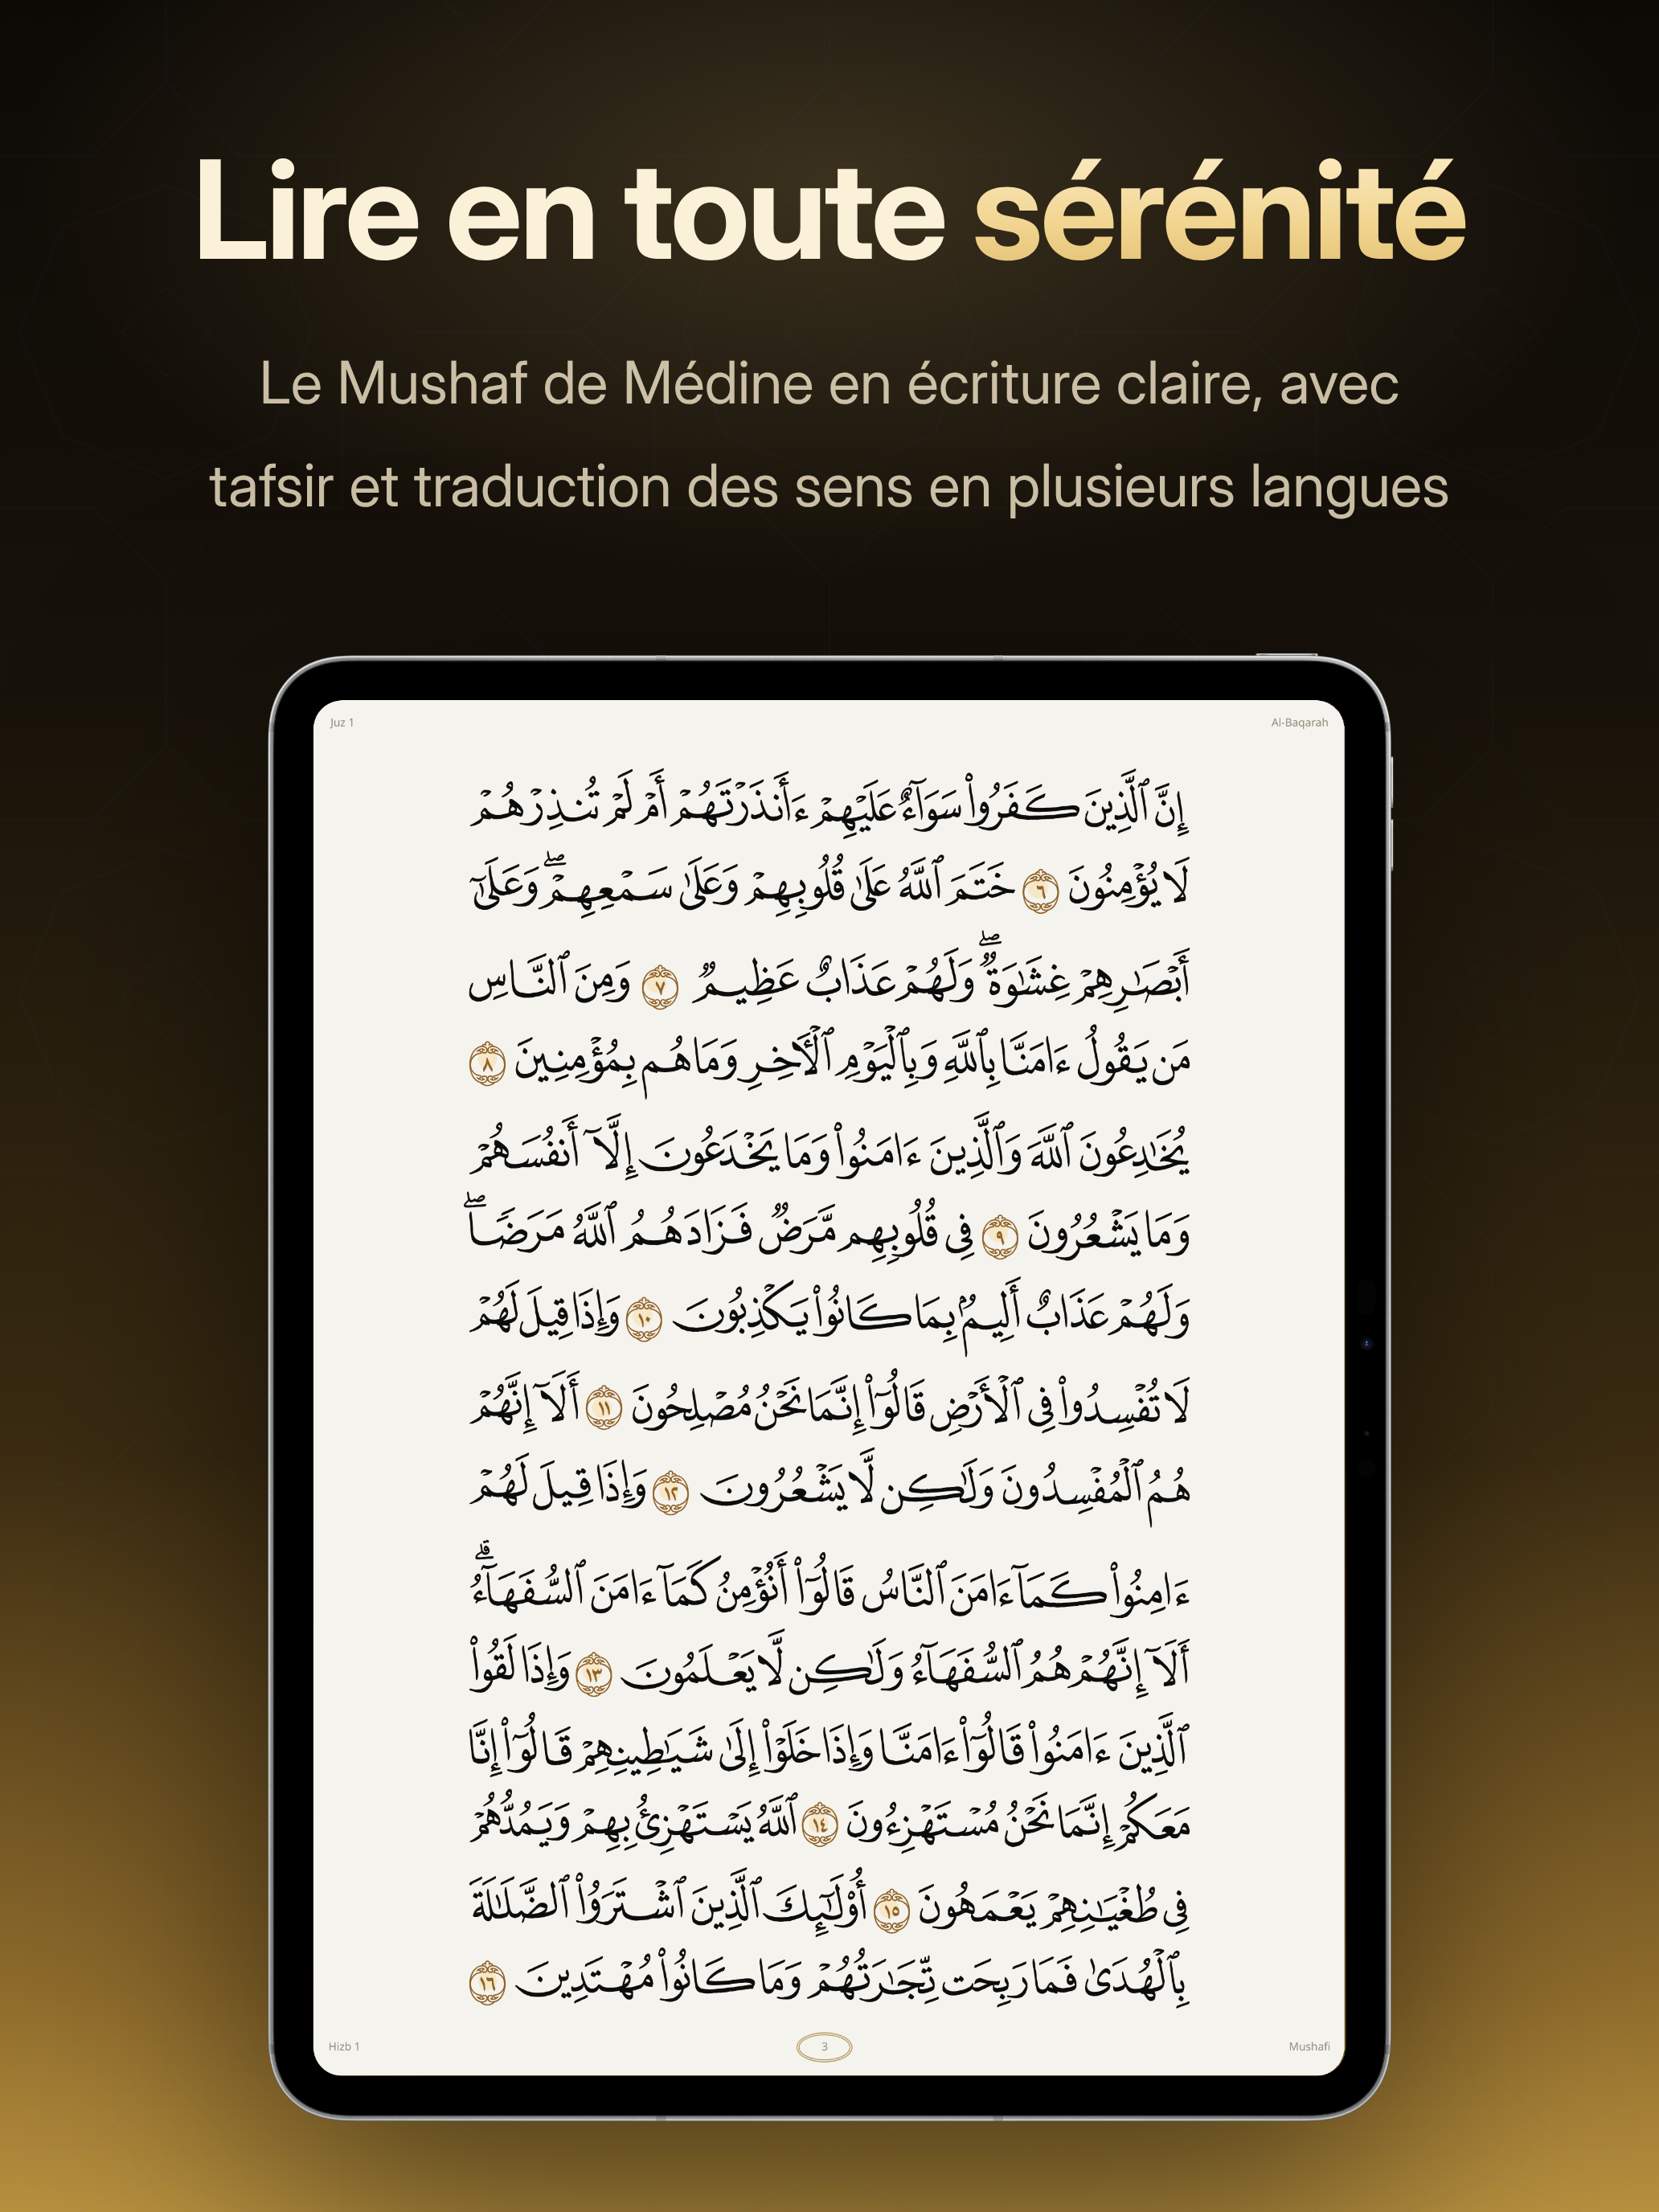 Lire en toute sérénité
Le Mushaf de Médine en écriture claire, avec
tafsir et traduction des sens en plusieurs langues
Juz 1
Al-Baqarah
إِنَّ ٱلَّذِينَ كَفَرُوا۟ سَوَآءٌ عَلَيْهِمْ ءَأَنذَرْتَهُمْ أَمْ لَمْ تُنذِرْهُمْ
لَا يُؤْمِنُونَ ٦ خَتَمَ ٱللَّهُ عَلَىٰ قُلُوبِهِمْ وَعَلَىٰ سَمْعِهِمْ ۖ وَعَلَىٰٓ
أَبْصَـٰرِهِمْ غِشَـٰوَةٌ ۖ وَلَهُمْ عَذَابٌ عَظِيمٌ ٧ وَمِنَ ٱلنَّاسِ
مَن يَقُولُ ءَامَنَّا بِٱللَّهِ وَبِٱلْيَوْمِ ٱلْـَٔاخِرِ وَمَا هُم بِمُؤْمِنِينَ ٨
يُخَـٰدِعُونَ ٱللَّهَ وَٱلَّذِينَ ءَامَنُوا۟ وَمَا يَخْدَعُونَ إِلَّآ أَنفُسَهُمْ
وَمَا يَشْعُرُونَ ٩ فِى قُلُوبِهِم مَّرَضٌ فَزَادَهُمُ ٱللَّهُ مَرَضًا ۖ
وَلَهُمْ عَذَابٌ أَلِيمٌۢ بِمَا كَانُوا۟ يَكْذِبُونَ ١٠ وَإِذَا قِيلَ لَهُمْ
لَا تُفْسِدُوا۟ فِى ٱلْأَرْضِ قَالُوٓا۟ إِنَّمَا نَحْنُ مُصْلِحُونَ ١١ أَلَآ إِنَّهُمْ
هُمُ ٱلْمُفْسِدُونَ وَلَـٰكِن لَّا يَشْعُرُونَ ١٢ وَإِذَا قِيلَ لَهُمْ
ءَامِنُوا۟ كَمَآ ءَامَنَ ٱلنَّاسُ قَالُوٓا۟ أَنُؤْمِنُ كَمَآ ءَامَنَ ٱلسُّفَهَآءُ ۗ
أَلَآ إِنَّهُمْ هُمُ ٱلسُّفَهَآءُ وَلَـٰكِن لَّا يَعْلَمُونَ ١٣ وَإِذَا لَقُوا۟
ٱلَّذِينَ ءَامَنُوا۟ قَالُوٓا۟ ءَامَنَّا وَإِذَا خَلَوْا۟ إِلَىٰ شَيَـٰطِينِهِمْ قَالُوٓا۟ إِنَّا
مَعَكُمْ إِنَّمَا نَحْنُ مُسْتَهْزِءُونَ ١٤ ٱللَّهُ يَسْتَهْزِئُ بِهِمْ وَيَمُدُّهُمْ
فِى طُغْيَـٰنِهِمْ يَعْمَهُونَ ١٥ أُو۟لَـٰٓئِكَ ٱلَّذِينَ ٱشْتَرَوُا۟ ٱلضَّلَـٰلَةَ
بِٱلْهُدَىٰ فَمَا رَبِحَت تِّجَـٰرَتُهُمْ وَمَا كَانُوا۟ مُهْتَدِينَ ١٦
Hizb 1
3
Mushafi